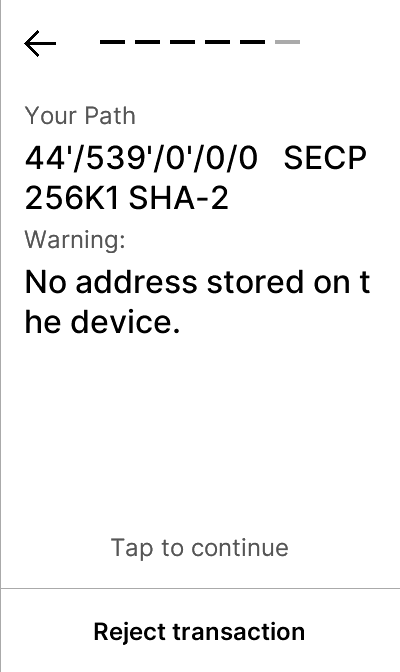 Your Path
44'/539'/0'/0/0 SECP
256K1 SHA-2
Warning:
No address stored on t
he device.
Tap to continue
Reject transaction